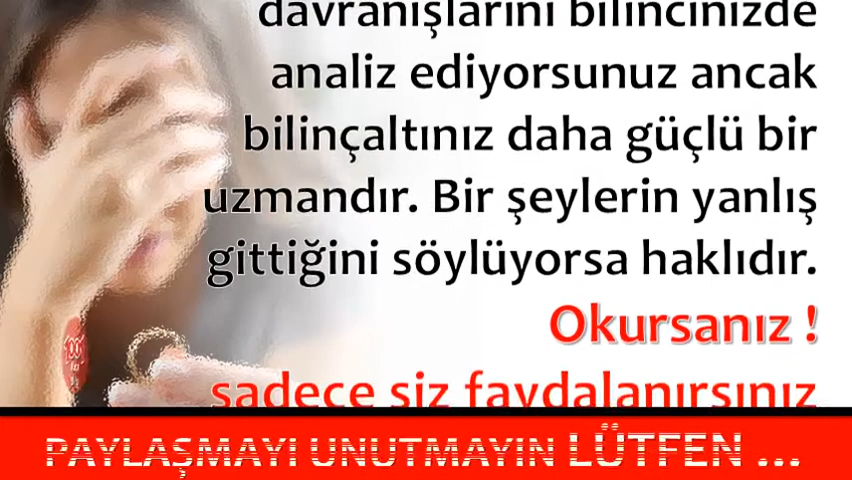 davranışlarını bilincinizde
analiz ediyorsunuz ancak
bilinçaltınız daha güçlü bir
uzmandır. Bir şeylerin yanlış
gittiğini söylüyorsa haklıdır.
Okursanız !
sadece siz faydalanırsınız
1001
PAYLAŞMAYI UNUTMAYIN LÜTFEN ...